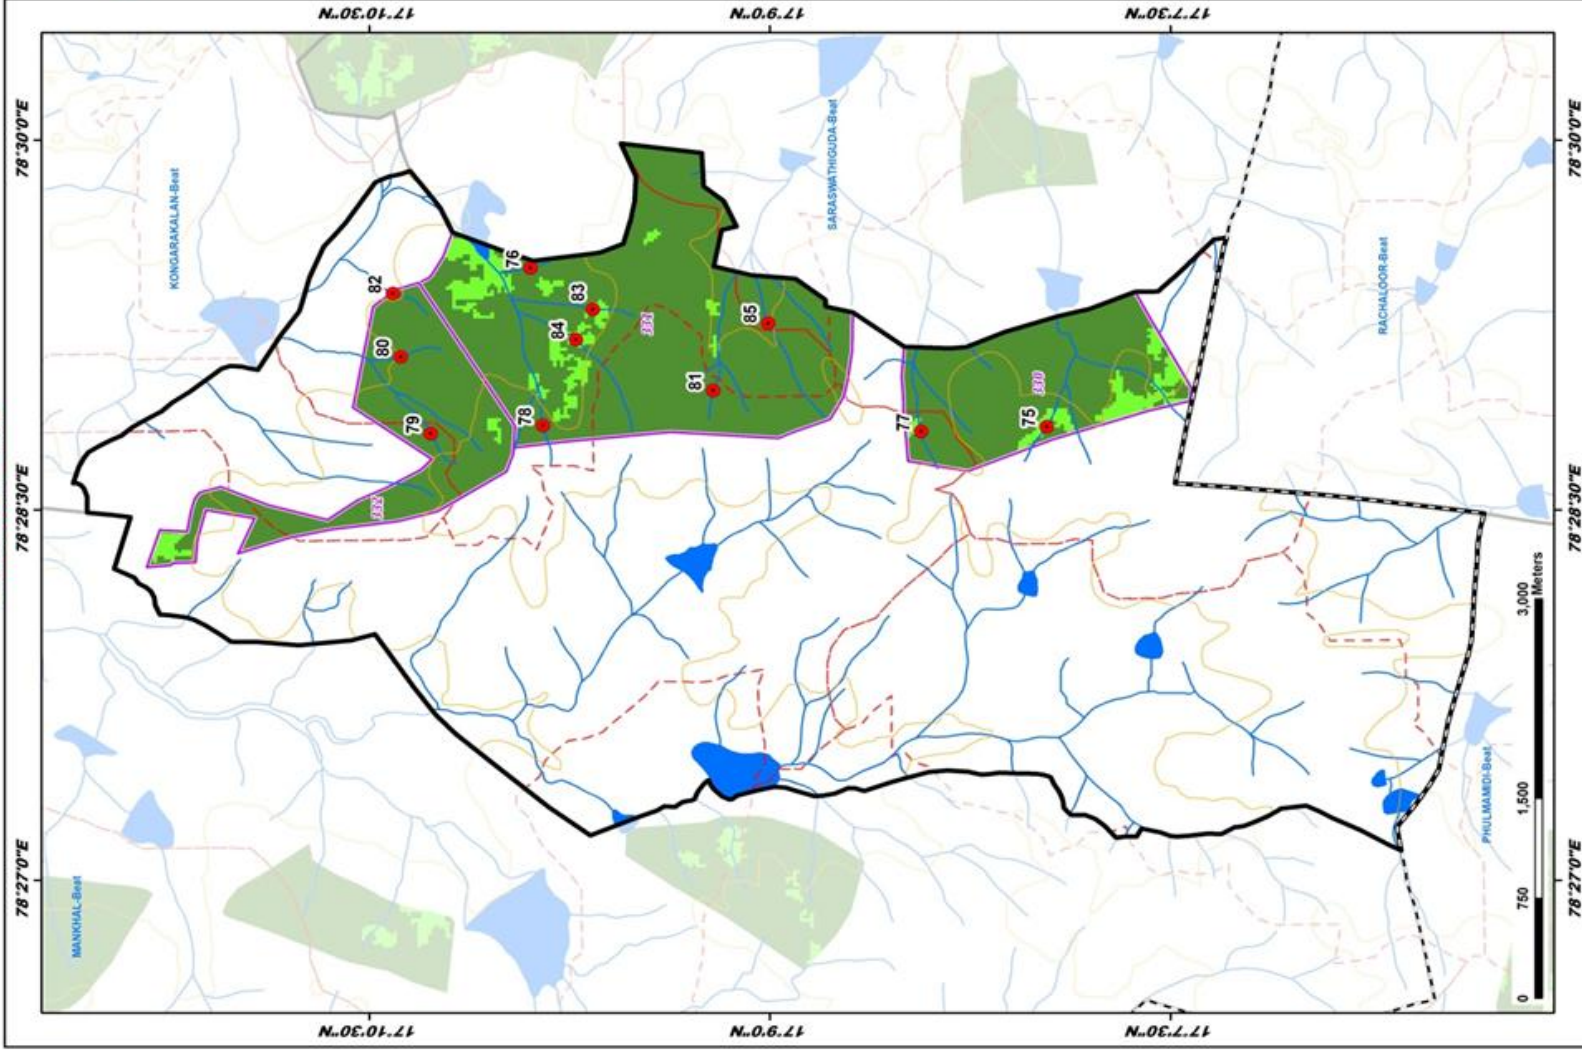 17°10'30"N
17°9'0"N
17°7'30"N
78°30'0"E
78°30'0"E
KONGARAKALAN-Beat
SARASWATHIGUDA-Beat
RACHALOOR-Beat
82
76
83
80
84
331
85
81
79
78
77
75
330
332
78°28'30"E
78°28'30"E
3,000
Meters
1,500
750
0
PHULMAMIDI-Beat
MANKHAL-Beat
78°27'0"E
78°27'0"E
17°10'30"N
17°9'0"N
17°7'30"N